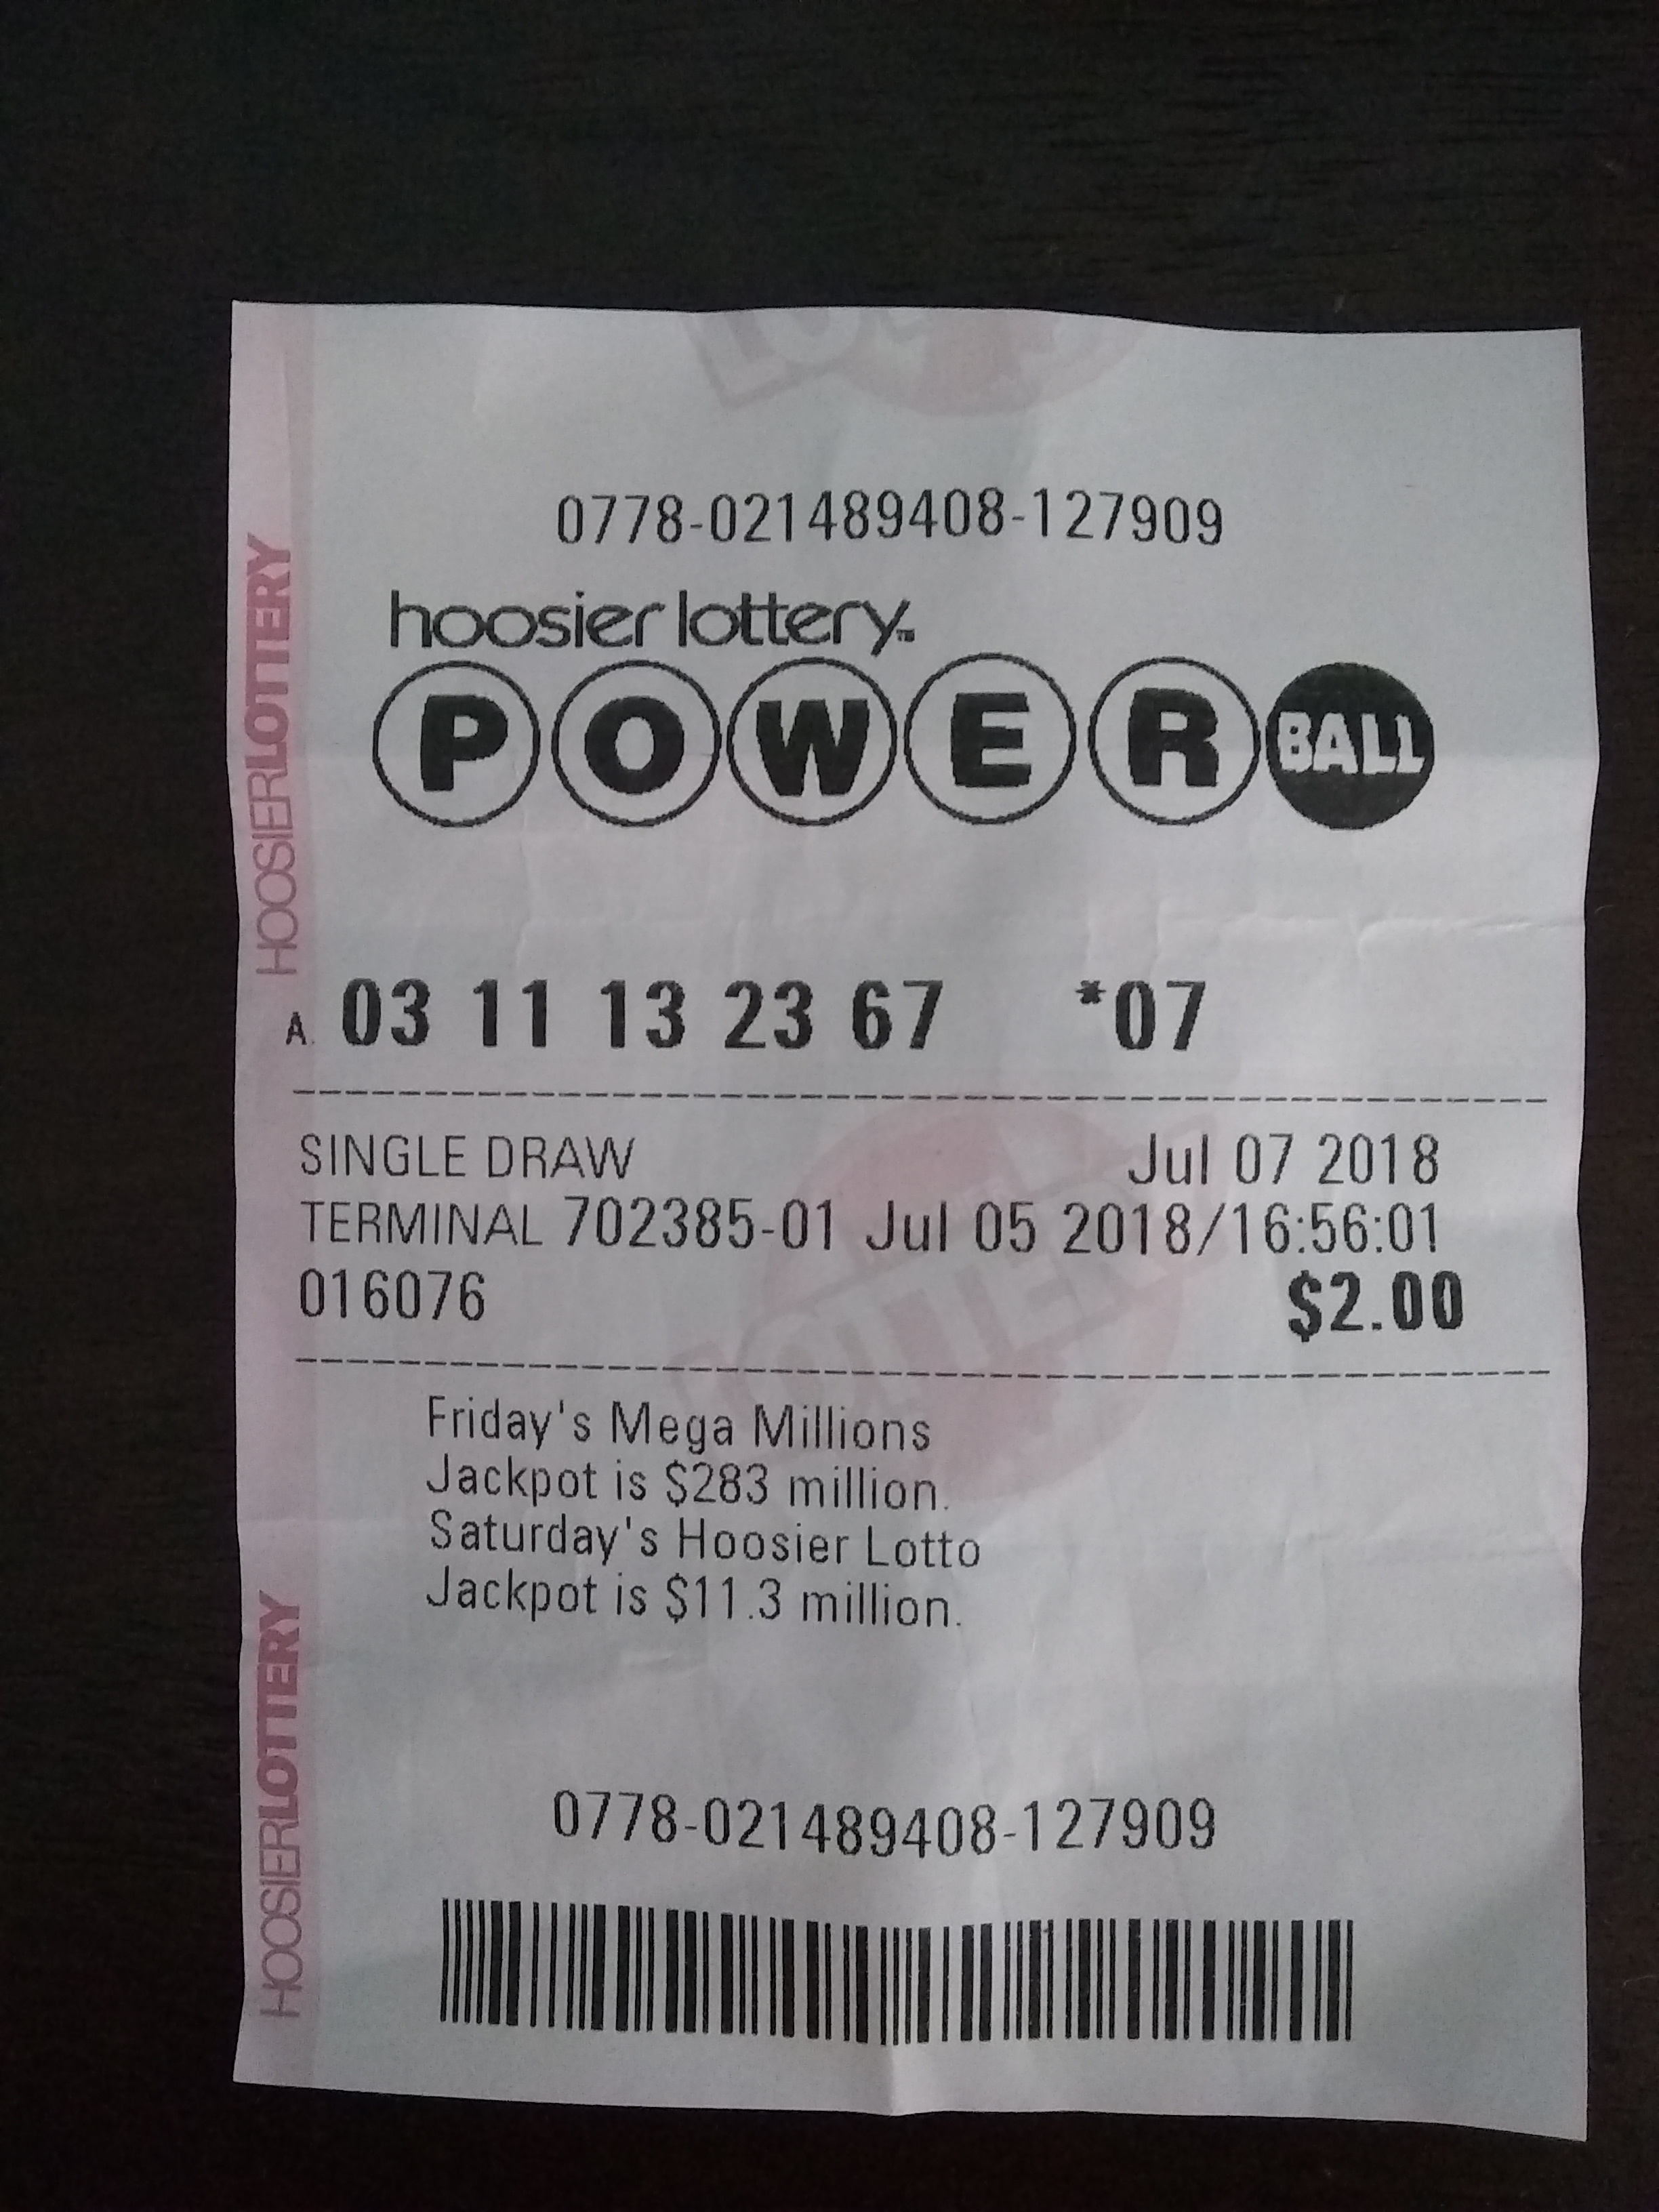 0778-021489408-127909
hoosier lottery
POWERBALL
A. 03 11 13 23 67 *07
SINGLE DRAW Jul 07 2018
TERMINAL 702385-01 Jul 05 2018/16:56:01
016076 $2.00
Friday's Mega Millions
Jackpot is $283 million.
Saturday's Hoosier Lotto
Jackpot is $11.3 million.
0778-021489408-127909
HOOSIERLOTTERY
HOOSIERLOTTERY
LOTTERY